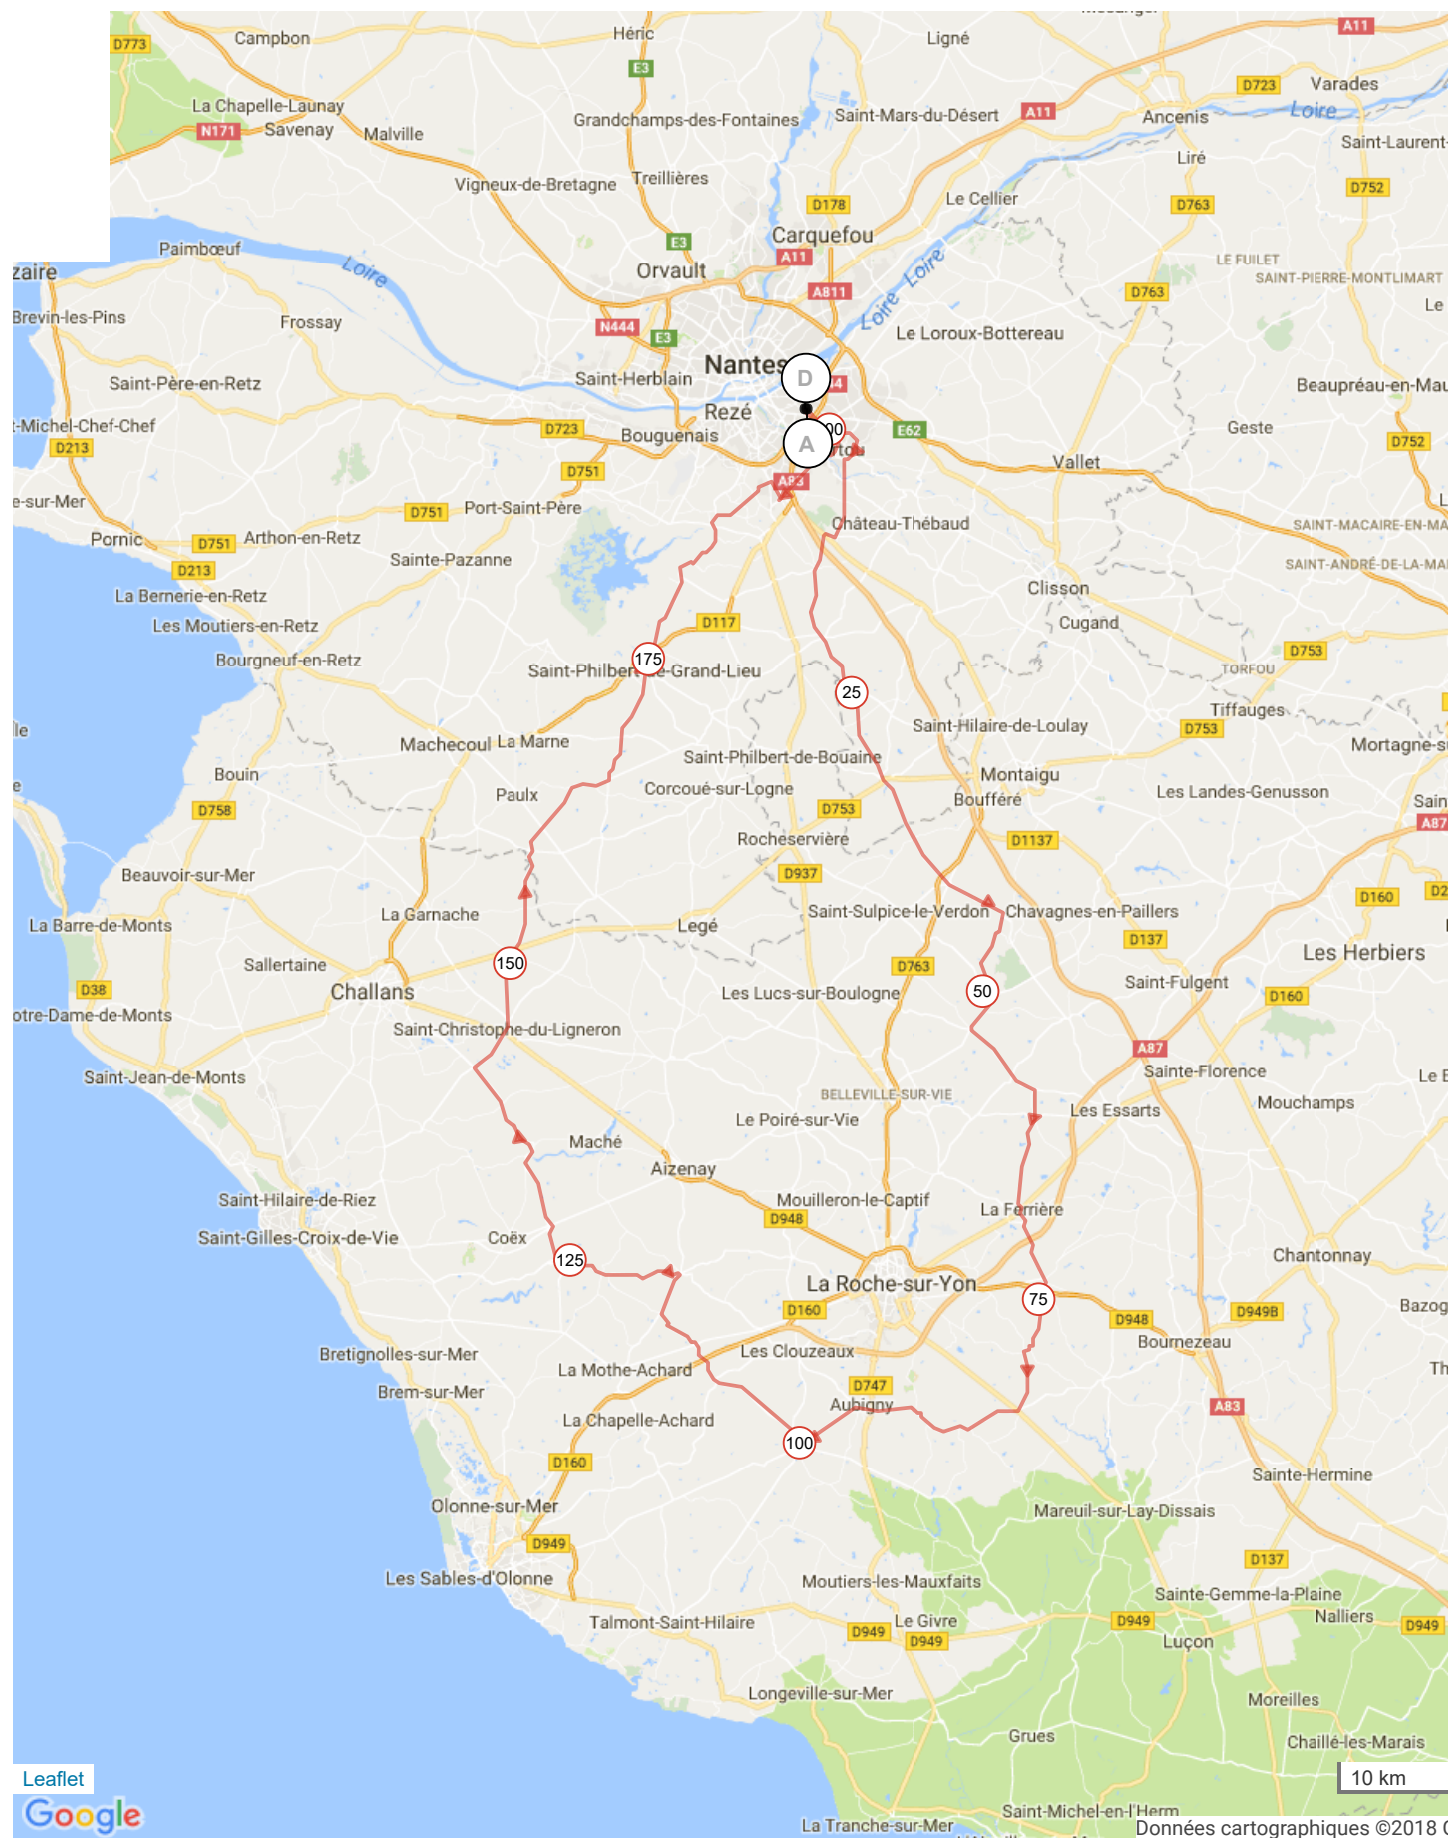 Campbon
Héric
Ligné
A11
D773
E3
D723
Varades
La Chapelle-Launay
Savenay
N171
Malville
Grandchamps-des-Fontaines
Saint-Mars-du-Désert
A11
Ancenis
Loire
Saint-Laurent-
Liré
Vigneux-de-Bretagne
Treillières
D178
Le Cellier
D763
D752
Paimbœuf
Loire
E3
Carquefou
A11
Orvault
A811
Loire
Loire
LE FUILET
SAINT-PIERRE-MONTLIMART
D763
zaire
Brevin-les-Pins
Frossay
N444
E3
Le Loroux-Bottereau
Le
Nantes
D
Saint-Père-en-Retz
Saint-Herblain
Beaupréau-en-Mau
Rezé
t-Michel-Chef-Chef
D213
D723
Bouguenais
A
00
rtou
E62
Geste
D752
D751
Vallet
A83
e-sur-Mer
D751
Port-Saint-Père
Château-Thébaud
SAINT-MACAIRE-EN-MA
Pornic
D751
Arthon-en-Retz
Sainte-Pazanne
D213
SAINT-ANDRÉ-DE-LA-MA
La Bernerie-en-Retz
Clisson
Les Moutiers-en-Retz
D117
Cugand
Bourgneuf-en-Retz
175
Saint-Philbert-de-Grand-Lieu
D753
TORFOU
25
Tiffauges
Saint-Hilaire-de-Loulay
D753
lle
Machecoul
La Marne
Mortagne-s
Saint-Philbert-de-Bouaine
Bouin
Montaigu
Paulx
Corcoué-sur-Logne
Boufféré
Les Landes-Genusson
Sain
D758
D753
A87
Rocheservière
D1137
Beauvoir-sur-Mer
D937
D160
D2
La Garnache
Saint-Sulpice-le-Verdon
Chavagnes-en-Paillers
La Barre-de-Monts
Legé
D137
Sallertaine
150
D763
Les Herbiers
D38
Challans
Les Lucs-sur-Boulogne
50
Saint-Fulgent
D160
otre-Dame-de-Monts
Saint-Christophe-du-Ligneron
A87
Saint-Jean-de-Monts
Sainte-Florence
Le B
BELLEVILLE-SUR-VIE
Mouchamps
Le Poiré-sur-Vie
Les Essarts
Maché
Aizenay
Saint-Hilaire-de-Riez
Mouilleron-le-Captif
La Ferrière
D948
Saint-Gilles-Croix-de-Vie
Coëx
125
Chantonnay
La Roche-sur-Yon
75
D160
D948
D949B
Bazog
Bretignolles-sur-Mer
Les Clouzeaux
Bournezeau
La Mothe-Achard
Th
Brem-sur-Mer
D747
Aubigny
A83
La Chapelle-Achard
100
D160
Sainte-Hermine
Olonne-sur-Mer
Mareuil-sur-Lay-Dissais
D949
D137
Les Sables-d'Olonne
Moutiers-les-Mauxfaits
Sainte-Gemme-la-Plaine
Talmont-Saint-Hilaire
D949
Le Givre
D949
D949
Nalliers
D949
Luçon
Longeville-sur-Mer
Moreilles
Grues
Chaillé-les-Marais
Leaflet
10 km
Google
Saint-Michel-en-l'Herm
La Tranche-sur-Mer
Données cartographiques ©2018 G